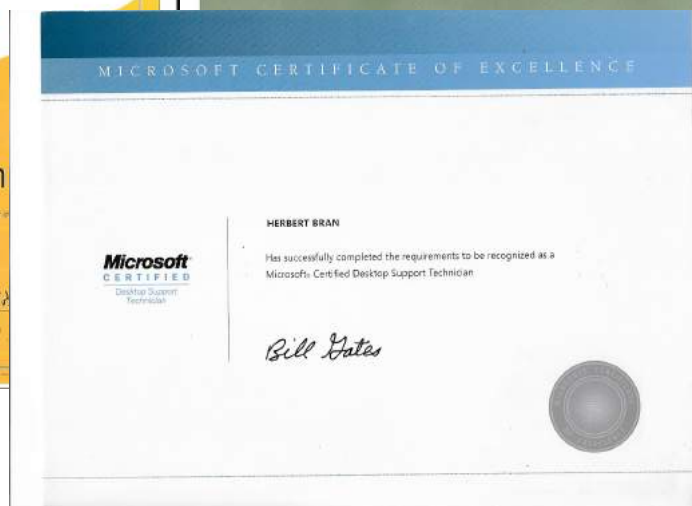 MICROSOFT CERTIFICATE OF EXCELLENCE
HERBERT BRAN
Has successfully completed the requirements to be recognized as a
Microsoft® Certified Desktop Support Technician
Microsoft
CERTIFIED
Desktop Support
Technician
Bill Gates